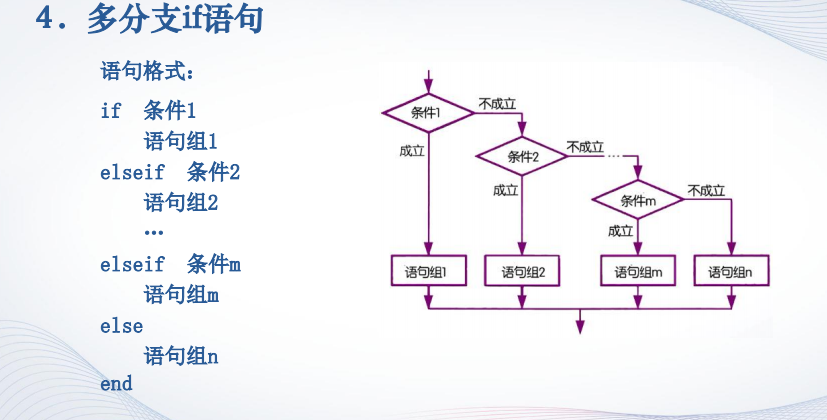 4. 多分支if语句
语句格式：
if 条件1
语句组1
elseif 条件2
语句组2
…
elseif 条件m
语句组m
else
语句组n
end
条件1
不成立
成立
条件2
不成立
…
成立
条件m
不成立
成立
语句组1
语句组2
语句组m
语句组n